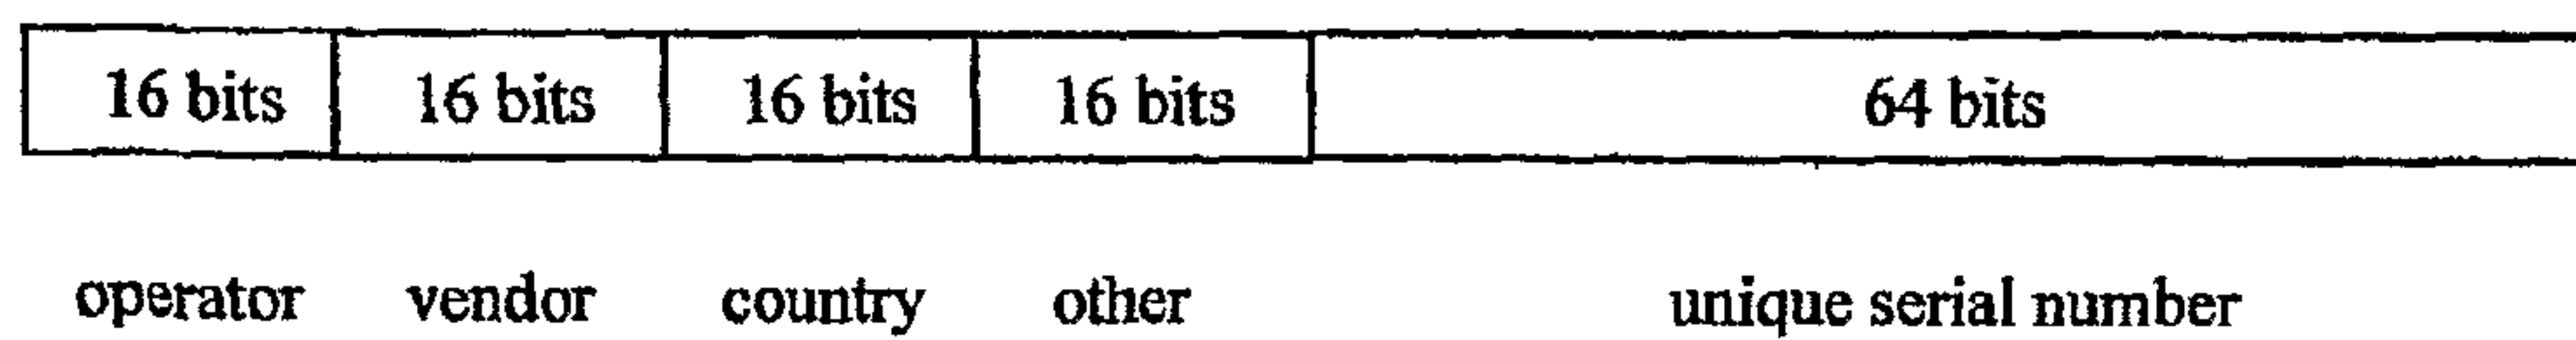 16 bits 16 bits 16 bits 16 bits 64 bits
operator vendor country other unique serial number